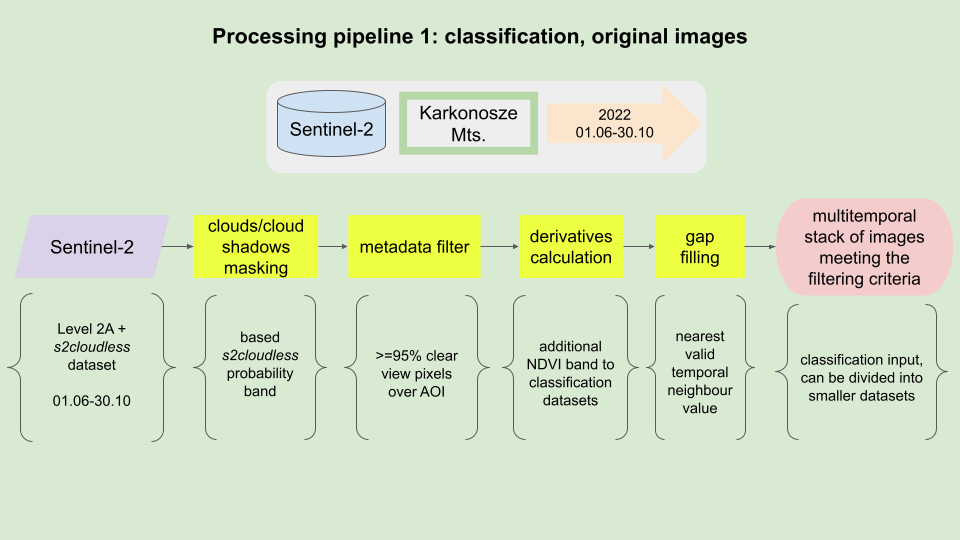 Processing pipeline 1: classification, original images
Sentinel-2
Karkonosze
Mts.
2022
01.06-30.10
Sentinel-2
clouds/cloud
shadows
masking
metadata filter
derivatives
calculation
gap
filling
multitemporal
stack of images
meeting the
filtering criteria
Level 2A +
s2cloudless
dataset
01.06-30.10
based
s2cloudless
probability
band
>=95% clear
view pixels
over AOI
additional
NDVI band to
classification
datasets
nearest
valid
temporal
neighbour
value
classification input,
can be divided into
smaller datasets